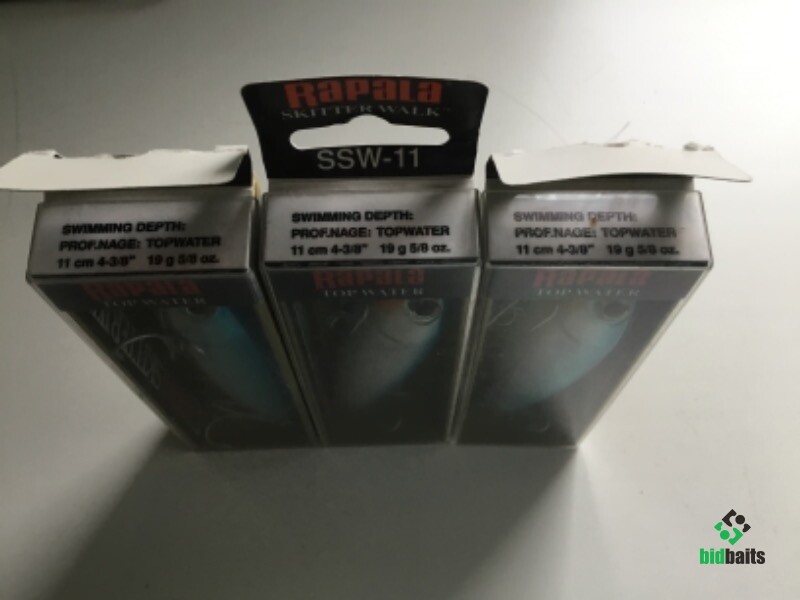 Rapala
SKITTER WALK™
SSW-11
SWIMMING DEPTH:
PROF.NAGE: TOPWATER
11 cm 4-3/8" 19 g 5/8 oz.
Rapala
TOPWATER
SWIMMING DEPTH:
PROF.NAGE: TOPWATER
11 cm 4-3/8" 19 g 5/8 oz.
Rapala
TOPWATER
SWIMMING DEPTH:
PROF.NAGE: TOPWATER
11 cm 4-3/8" 19 g 5/8 oz.
Rapala
TOPWATER
bidbaits